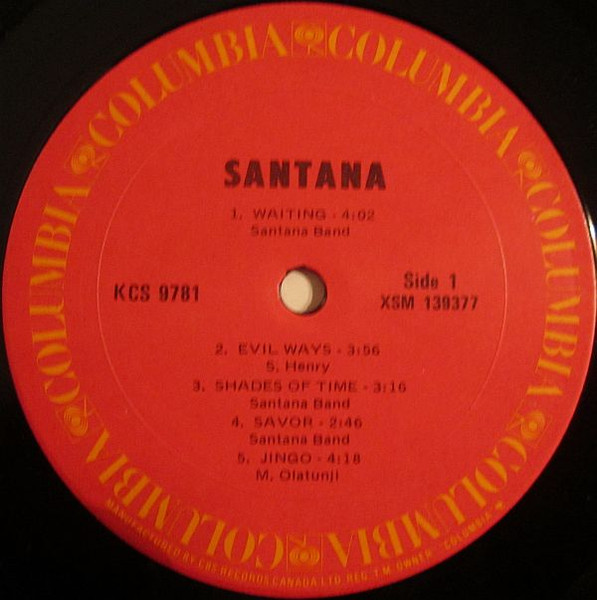 COLUMBIA COLUMBIA COLUMBIA COLUMBIA COLUMBIA COLUMBIA
SANTANA
1. WAITING - 4:02
Santana Band
KCS 9781
Side 1
XSM 139377
2. EVIL WAYS - 3:56
S. Henry
3. SHADES OF TIME - 3:16
Santana Band
4. SAVOR - 2:46
Santana Band
5. JINGO - 4:18
M. Olatunji
MANUFACTURED BY CBS RECORDS CANADA LTD. REG. T.M. OWNER "COLUMBIA"